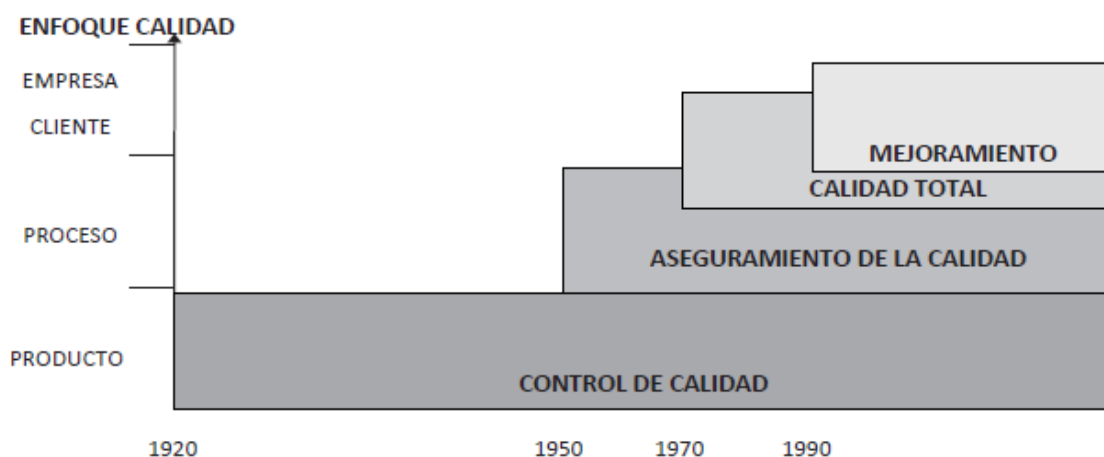 ENFOQUE CALIDAD
EMPRESA
CLIENTE
MEJORAMIENTO
CALIDAD TOTAL
PROCESO
ASEGURAMIENTO DE LA CALIDAD
PRODUCTO
CONTROL DE CALIDAD
1920
1950
1970
1990